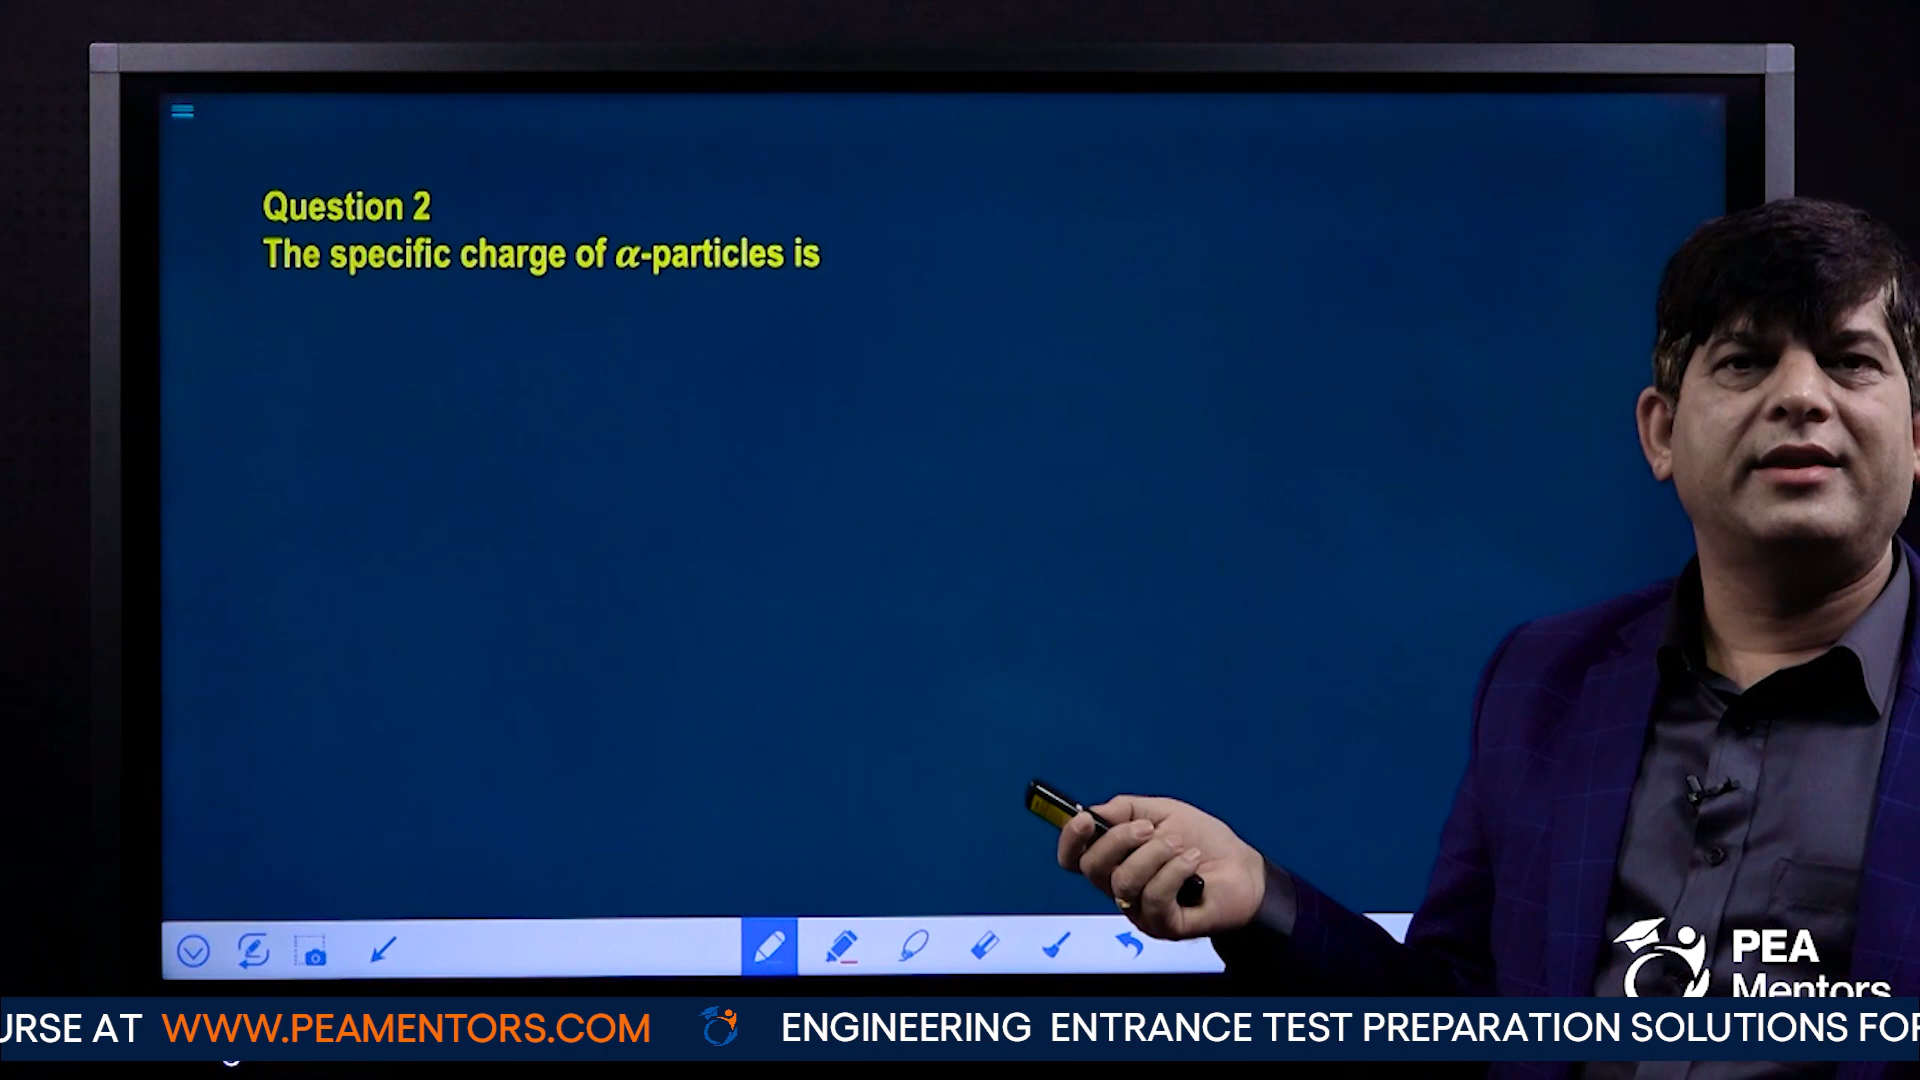 Question 2
The specific charge of α-particles is
PEA
Mentors
URSE AT WWW.PEAMENTORS.COM ENGINEERING ENTRANCE TEST PREPARATION SOLUTIONS FOR